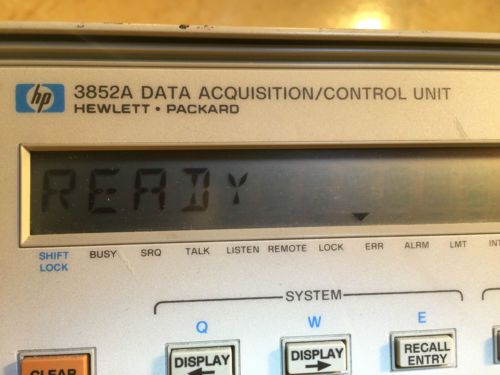 hp 3852A DATA ACQUISITION/CONTROL UNIT
HEWLETT • PACKARD
READY
SHIFT LOCK BUSY SRQ TALK LISTEN REMOTE LOCK ERR ALRM LMT
SYSTEM
Q W E
CLEAR DISPLAY ← DISPLAY → RECALL ENTRY